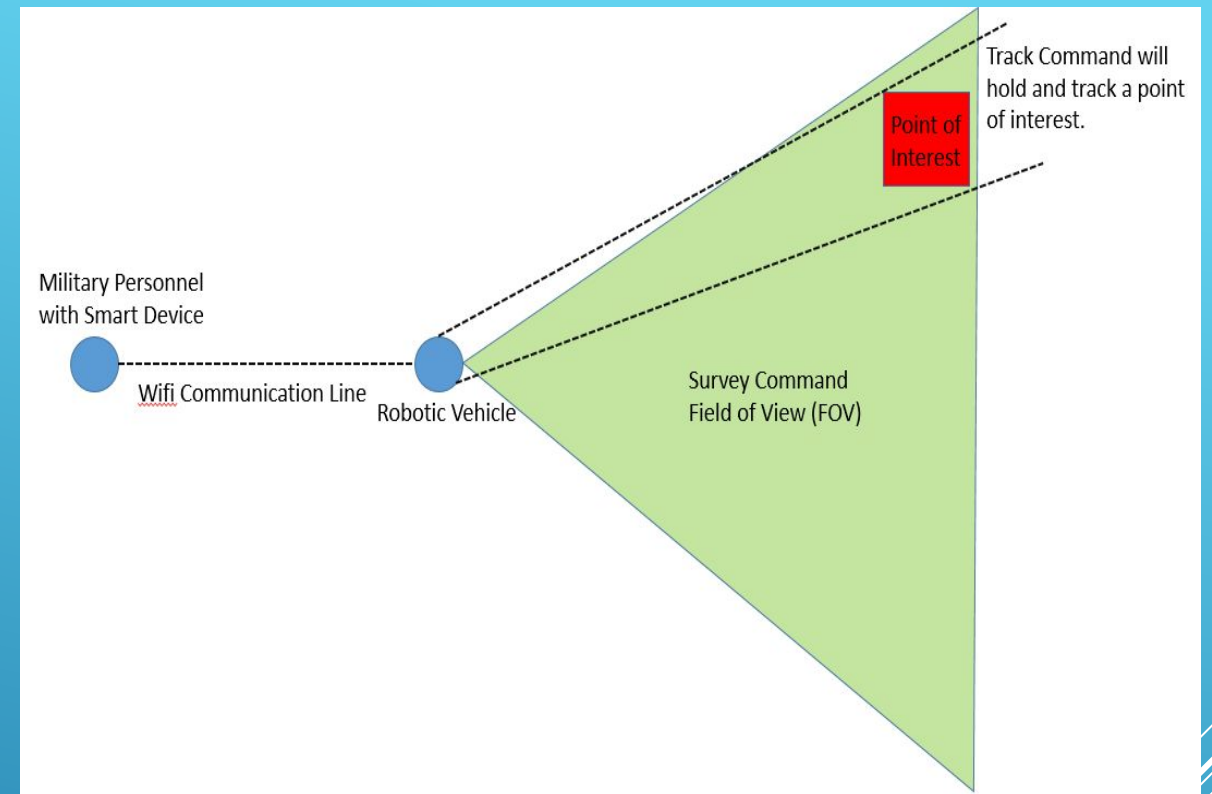 Track Command will
hold and track a point
of interest.
Point of
Interest
Military Personnel
with Smart Device
Wifi Communication Line
Robotic Vehicle
Survey Command
Field of View (FOV)